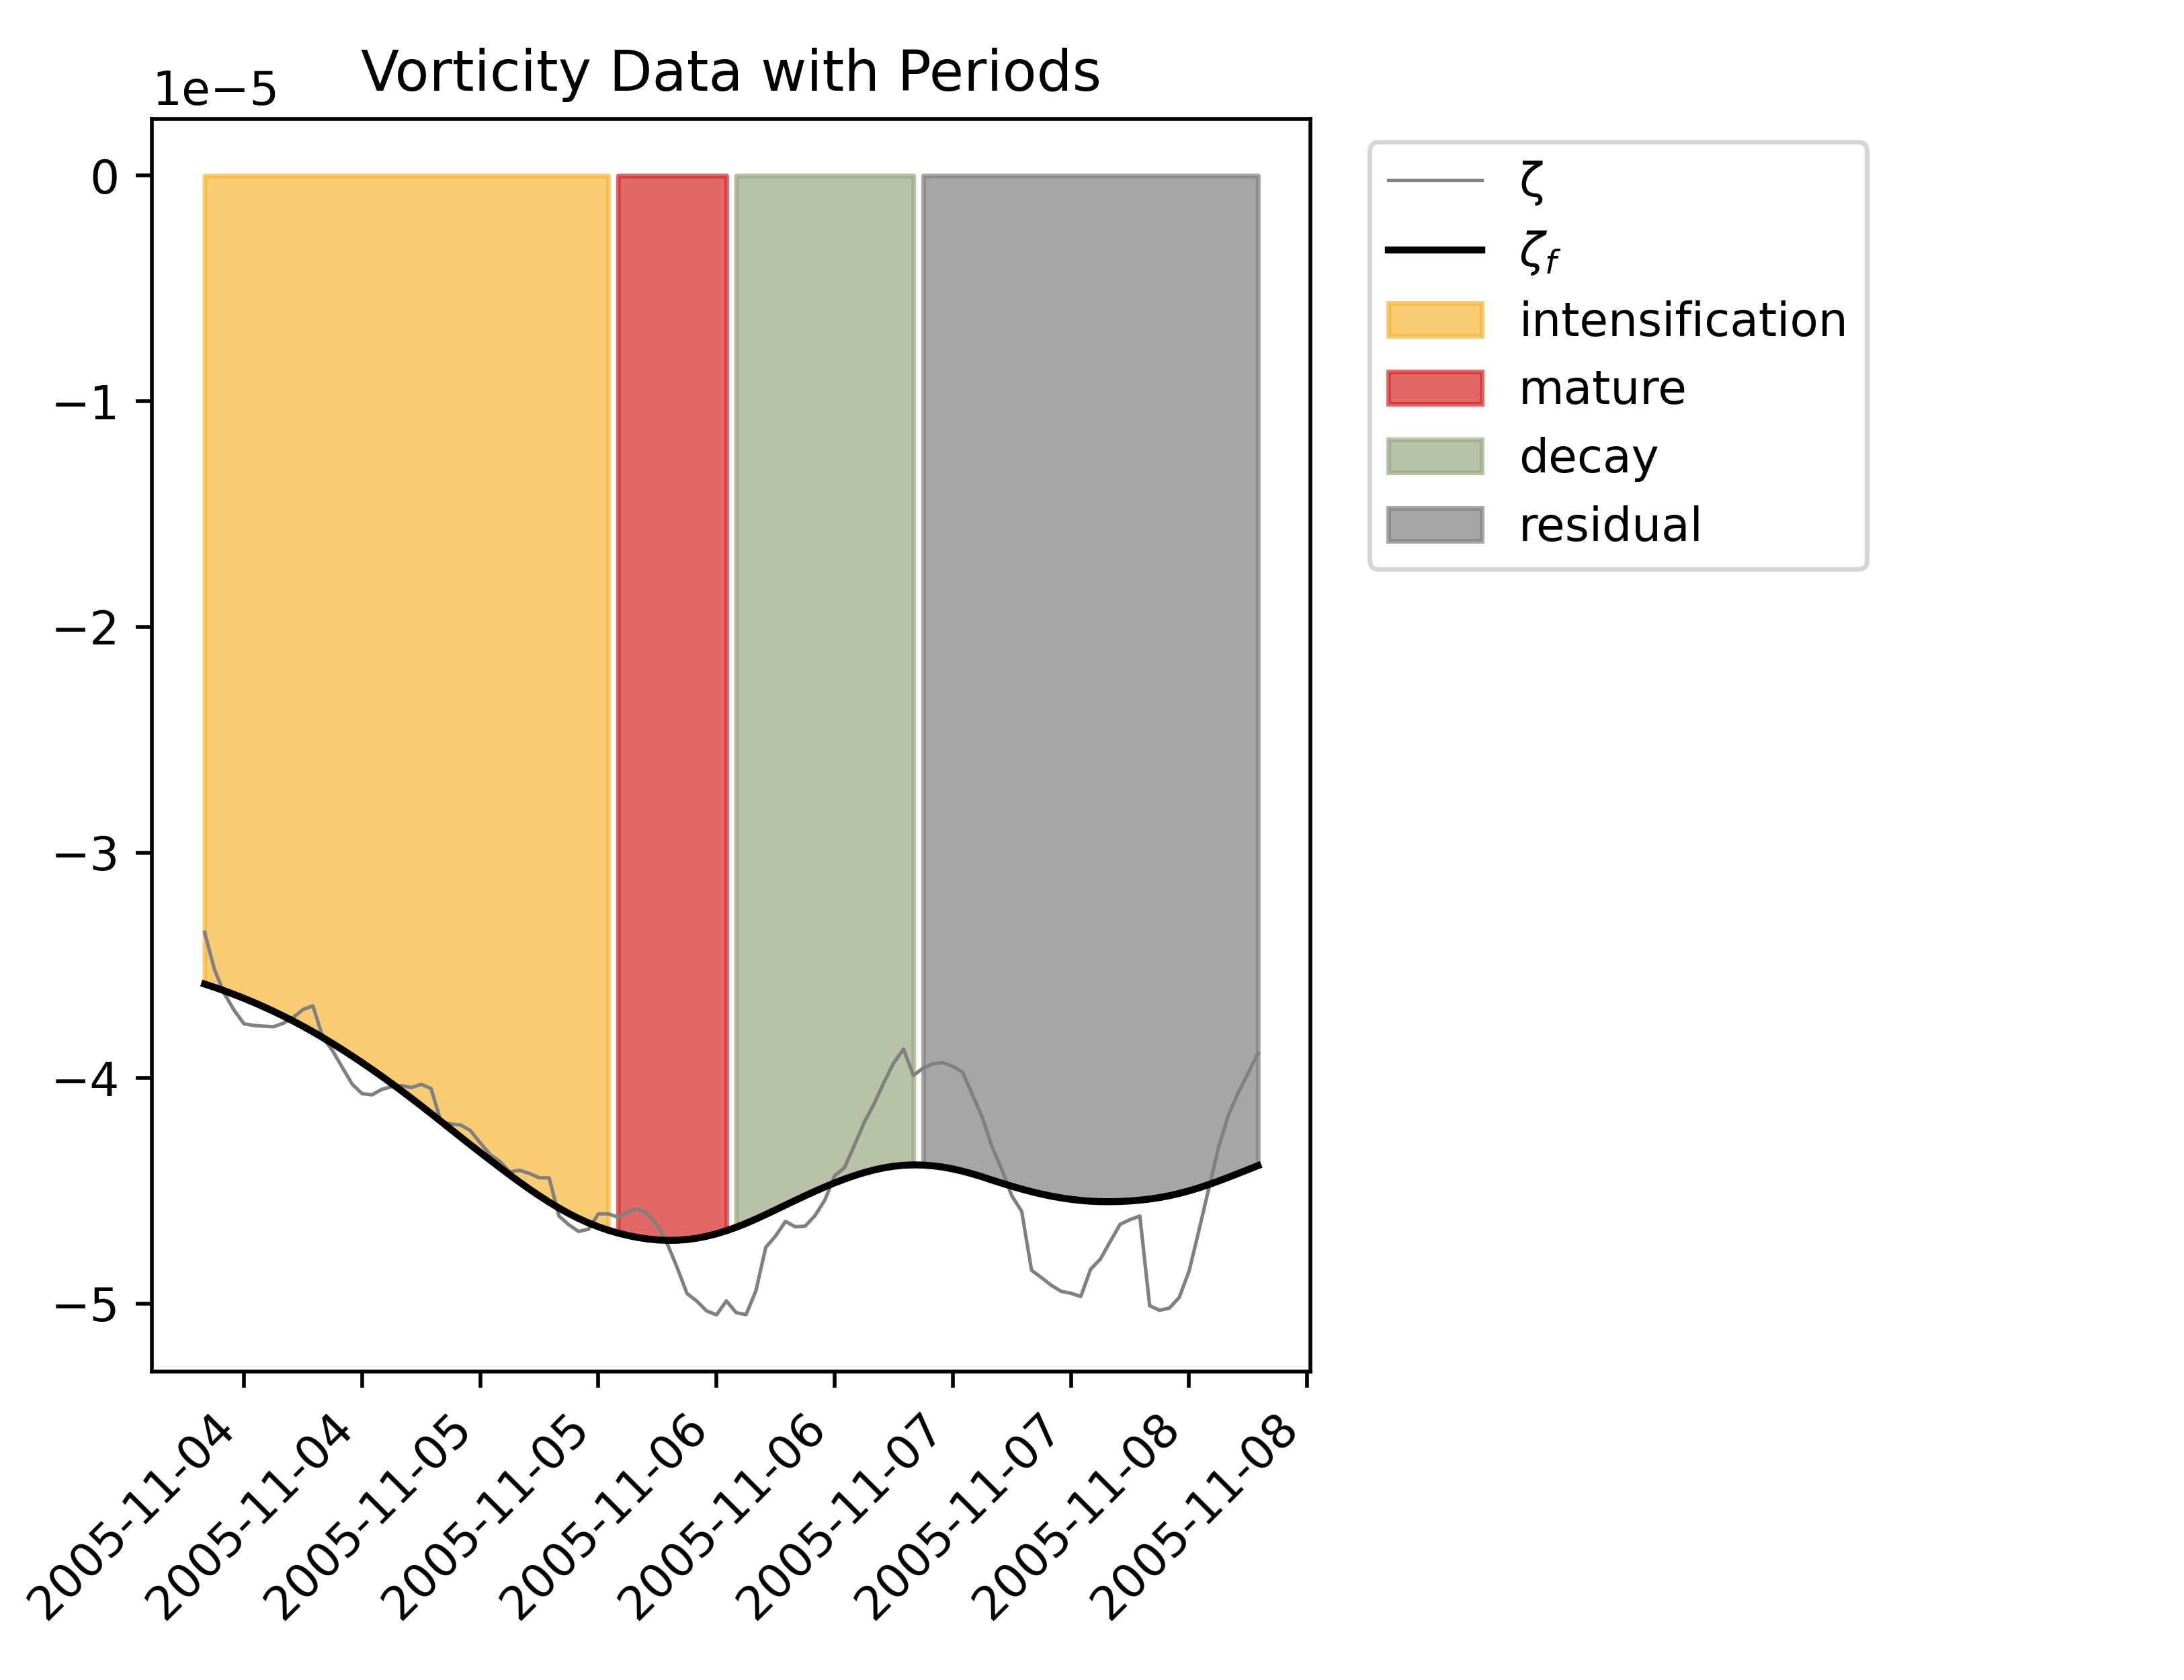 Vorticity Data with Periods
1e−5
0
−1
−2
−3
−4
−5
2005-11-04
2005-11-04
2005-11-05
2005-11-05
2005-11-06
2005-11-06
2005-11-07
2005-11-07
2005-11-08
2005-11-08
ζ
ζf
intensification
mature
decay
residual